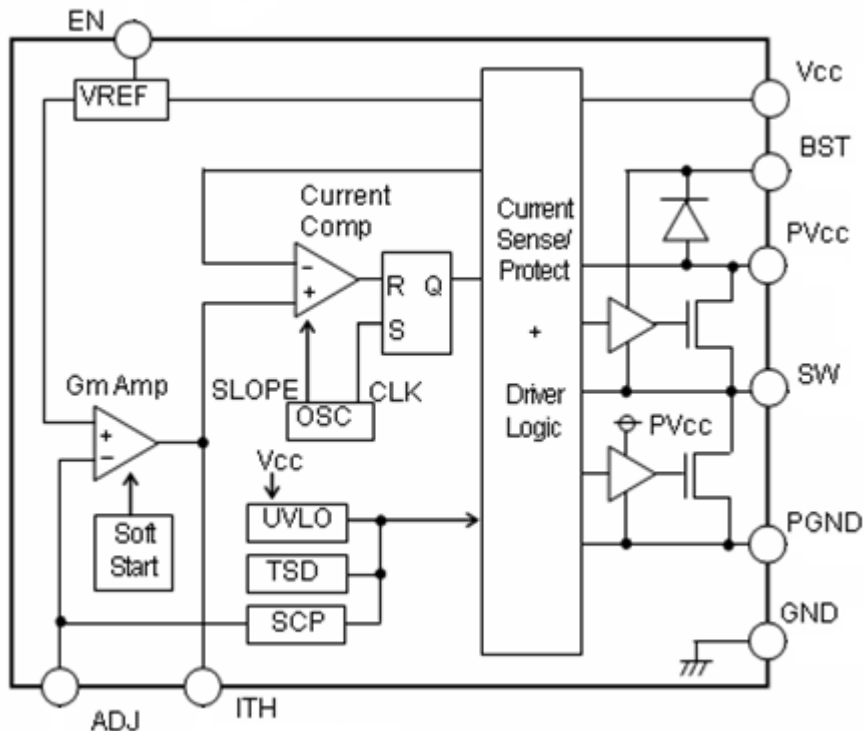 EN
VREF
Vcc
BST
Current
Comp
-
+
R Q
S
Current
Sense/
Protect
+
Driver
Logic
PVcc
SW
Gm Amp
+
-
SLOPE
CLK
OSC
Vcc
PVcc
UVLO
TSD
SCP
Soft
Start
PGND
GND
ADJ
ITH